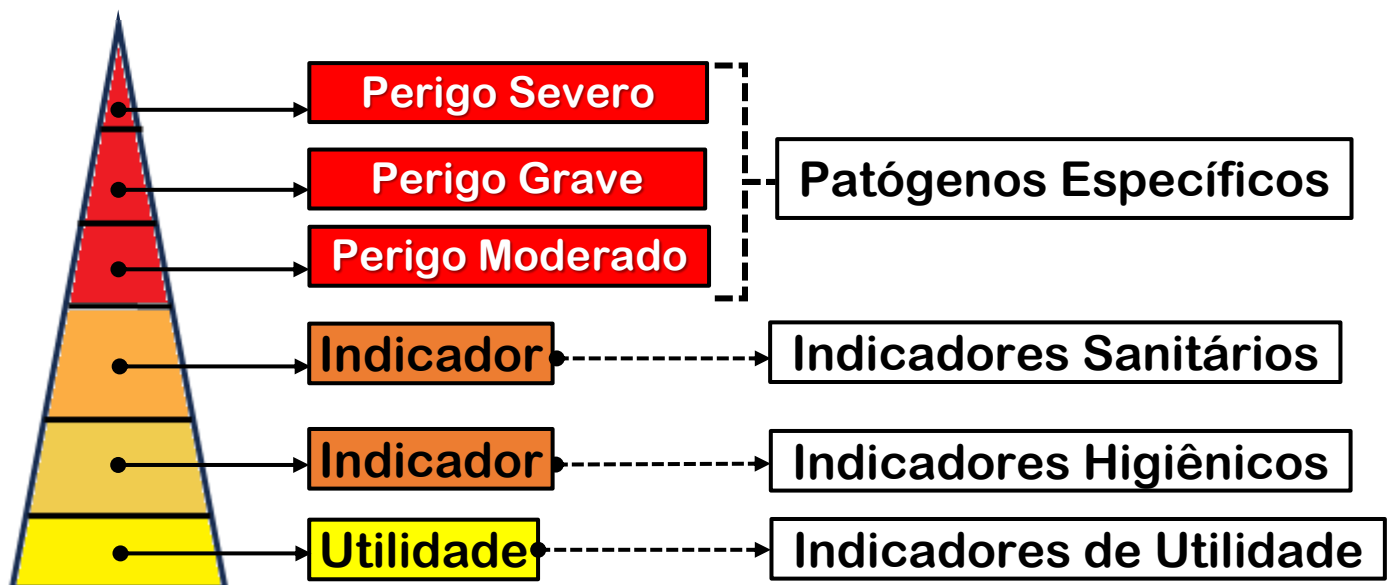 Perigo Severo
Perigo Grave
Patógenos Específicos
Perigo Moderado
Indicador
Indicadores Sanitários
Indicador
Indicadores Higiênicos
Utilidade
Indicadores de Utilidade